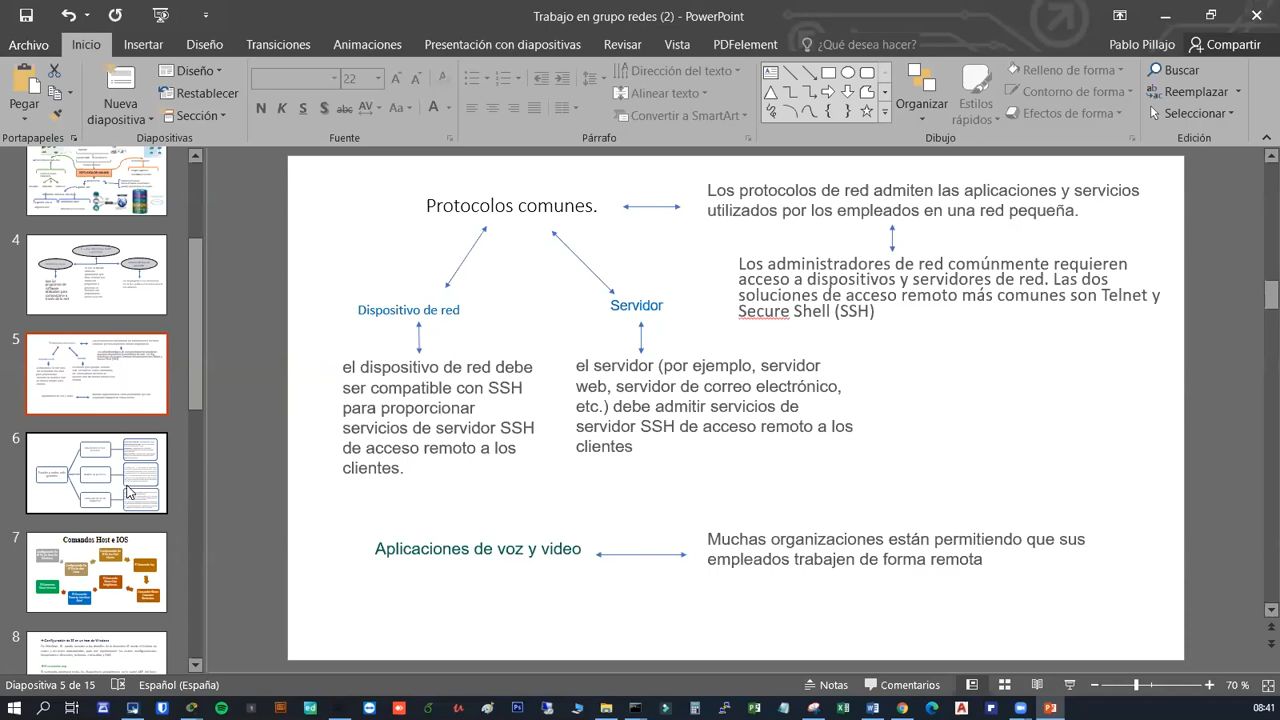 Trabajo en grupo redes (2) - PowerPoint
Archivo Inicio Insertar Diseño Transiciones Animaciones Presentación con diapositivas Revisar Vista PDFelement ¿Qué desea hacer? Pablo Pillajo Compartir
Pegar
Portapapeles
Nueva
diapositiva
Diseño
Restablecer
Sección
Diapositivas
22
N K S S abc AV Aa A
Fuente
Dirección del texto
Alinear texto
Convertir a SmartArt
Párrafo
Organizar
Estilos
rápidos
Relleno de forma
Contorno de forma
Efectos de forma
Dibujo
Buscar
Reemplazar
Seleccionar
Edición
4
5
6
7
Comandos Host e IOS
8
Protocolos comunes.
Los protocolos de red admiten las aplicaciones y servicios
utilizados por los empleados en una red pequeña.
Los administradores de red comúnmente requieren
acceso a dispositivos y servidores de red. Las dos
soluciones de acceso remoto más comunes son Telnet y
Secure Shell (SSH)
Dispositivo de red
Servidor
el dispositivo de red debe
ser compatible con SSH
para proporcionar
servicios de servidor SSH
de acceso remoto a los
clientes.
el servidor (por ejemplo, servidor
web, servidor de correo electrónico,
etc.) debe admitir servicios de
servidor SSH de acceso remoto a los
clientes
Aplicaciones de voz y video
Muchas organizaciones están permitiendo que sus
empleados trabajen de forma remota
Diapositiva 5 de 15 Español (España) Notas Comentarios 70 %
08:41